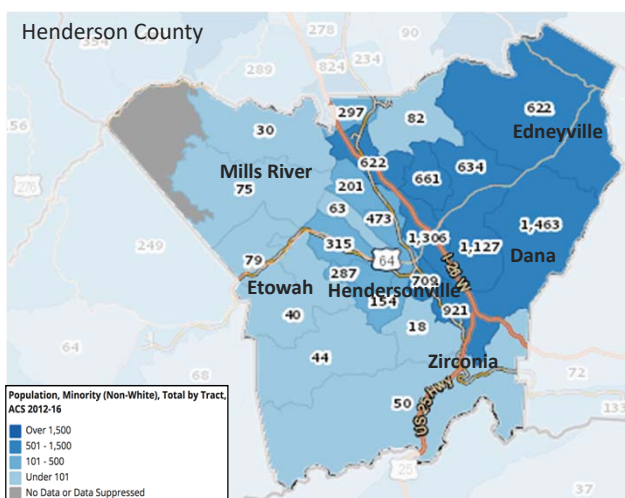 Henderson County
354
278
90
289
824
234
297
82
622
Edneyville
30
156
622
661
634
Mills River
276
75
201
63
473
1,463
1,306
1,127
249
315
64
Dana
79
I-26 W
287
709
Etowah
Hendersonville
154
921
40
18
64
44
Zirconia
68
72
50
US 25 Hwy
133
25
37
Population, Minority (Non-White), Total by Tract,
ACS 2012-16
Over 1,500
501 - 1,500
101 - 500
Under 101
No Data or Data Suppressed